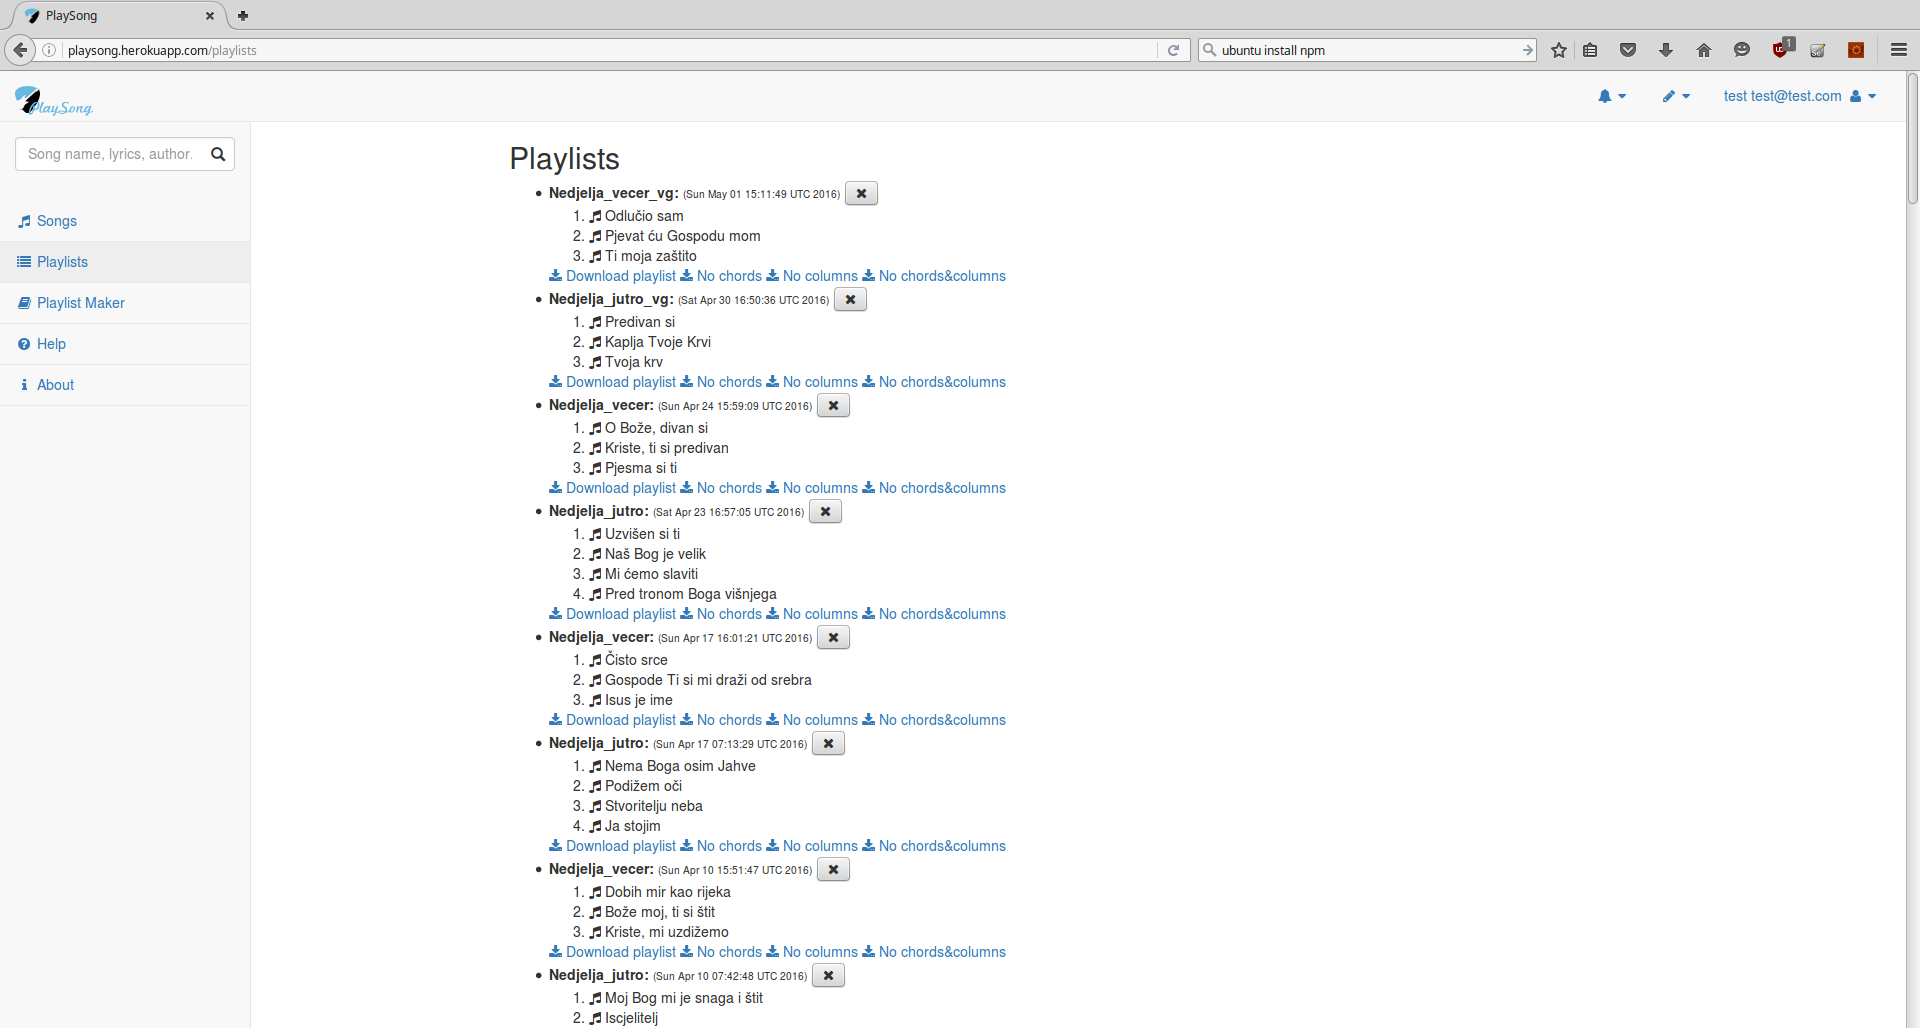 PlaySong
playsong.herokuapp.com/playlists
ubuntu install npm
1
PlaySong
test test@test.com
Song name, lyrics, author.
Songs
Playlists
Playlist Maker
Help
About
Playlists
Nedjelja_vecer_vg: (Sun May 01 15:11:49 UTC 2016)
1. Odlučio sam
2. Pjevat ću Gospodu mom
3. Ti moja zaštito
Download playlist No chords No columns No chords&columns
Nedjelja_jutro_vg: (Sat Apr 30 16:50:36 UTC 2016)
1. Predivan si
2. Kaplja Tvoje Krvi
3. Tvoja krv
Download playlist No chords No columns No chords&columns
Nedjelja_vecer: (Sun Apr 24 15:59:09 UTC 2016)
1. O Bože, divan si
2. Kriste, ti si predivan
3. Pjesma si ti
Download playlist No chords No columns No chords&columns
Nedjelja_jutro: (Sat Apr 23 16:57:05 UTC 2016)
1. Uzvišen si ti
2. Naš Bog je velik
3. Mi ćemo slaviti
4. Pred tronom Boga višnjega
Download playlist No chords No columns No chords&columns
Nedjelja_vecer: (Sun Apr 17 16:01:21 UTC 2016)
1. Čisto srce
2. Gospode Ti si mi draži od srebra
3. Isus je ime
Download playlist No chords No columns No chords&columns
Nedjelja_jutro: (Sun Apr 17 07:13:29 UTC 2016)
1. Nema Boga osim Jahve
2. Podižem oči
3. Stvoritelju neba
4. Ja stojim
Download playlist No chords No columns No chords&columns
Nedjelja_vecer: (Sun Apr 10 15:51:47 UTC 2016)
1. Dobih mir kao rijeka
2. Bože moj, ti si štit
3. Kriste, mi uzdižemo
Download playlist No chords No columns No chords&columns
Nedjelja_jutro: (Sun Apr 10 07:42:48 UTC 2016)
1. Moj Bog mi je snaga i štit
2. Iscjelitelj